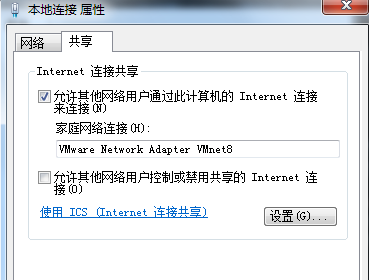 本地连接 属性
网络
共享
Internet 连接共享
允许其他网络用户通过此计算机的 Internet 连接
来连接(N)
家庭网络连接(H):
VMware Network Adapter VMnet8
允许其他网络用户控制或禁用共享的 Internet 连
接(O)
使用 ICS (Internet 连接共享)
设置(G)...